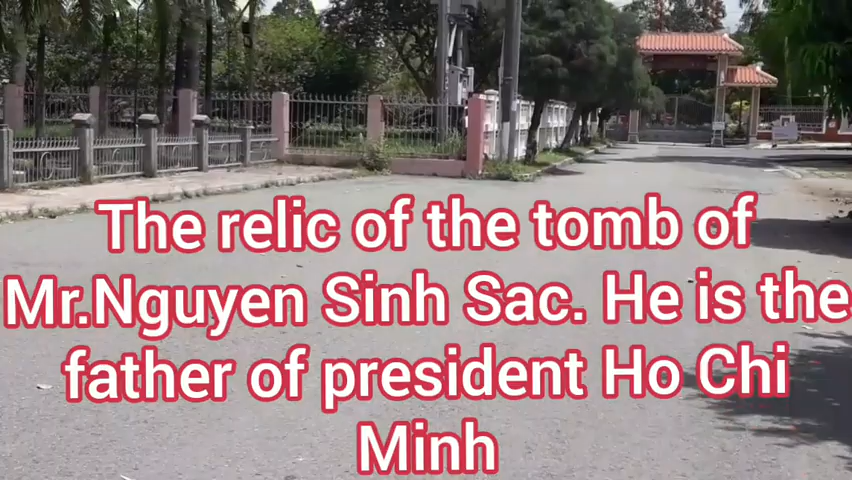 The relic of the tomb of
Mr.Nguyen Sinh Sac. He is the
father of president Ho Chi
Minh